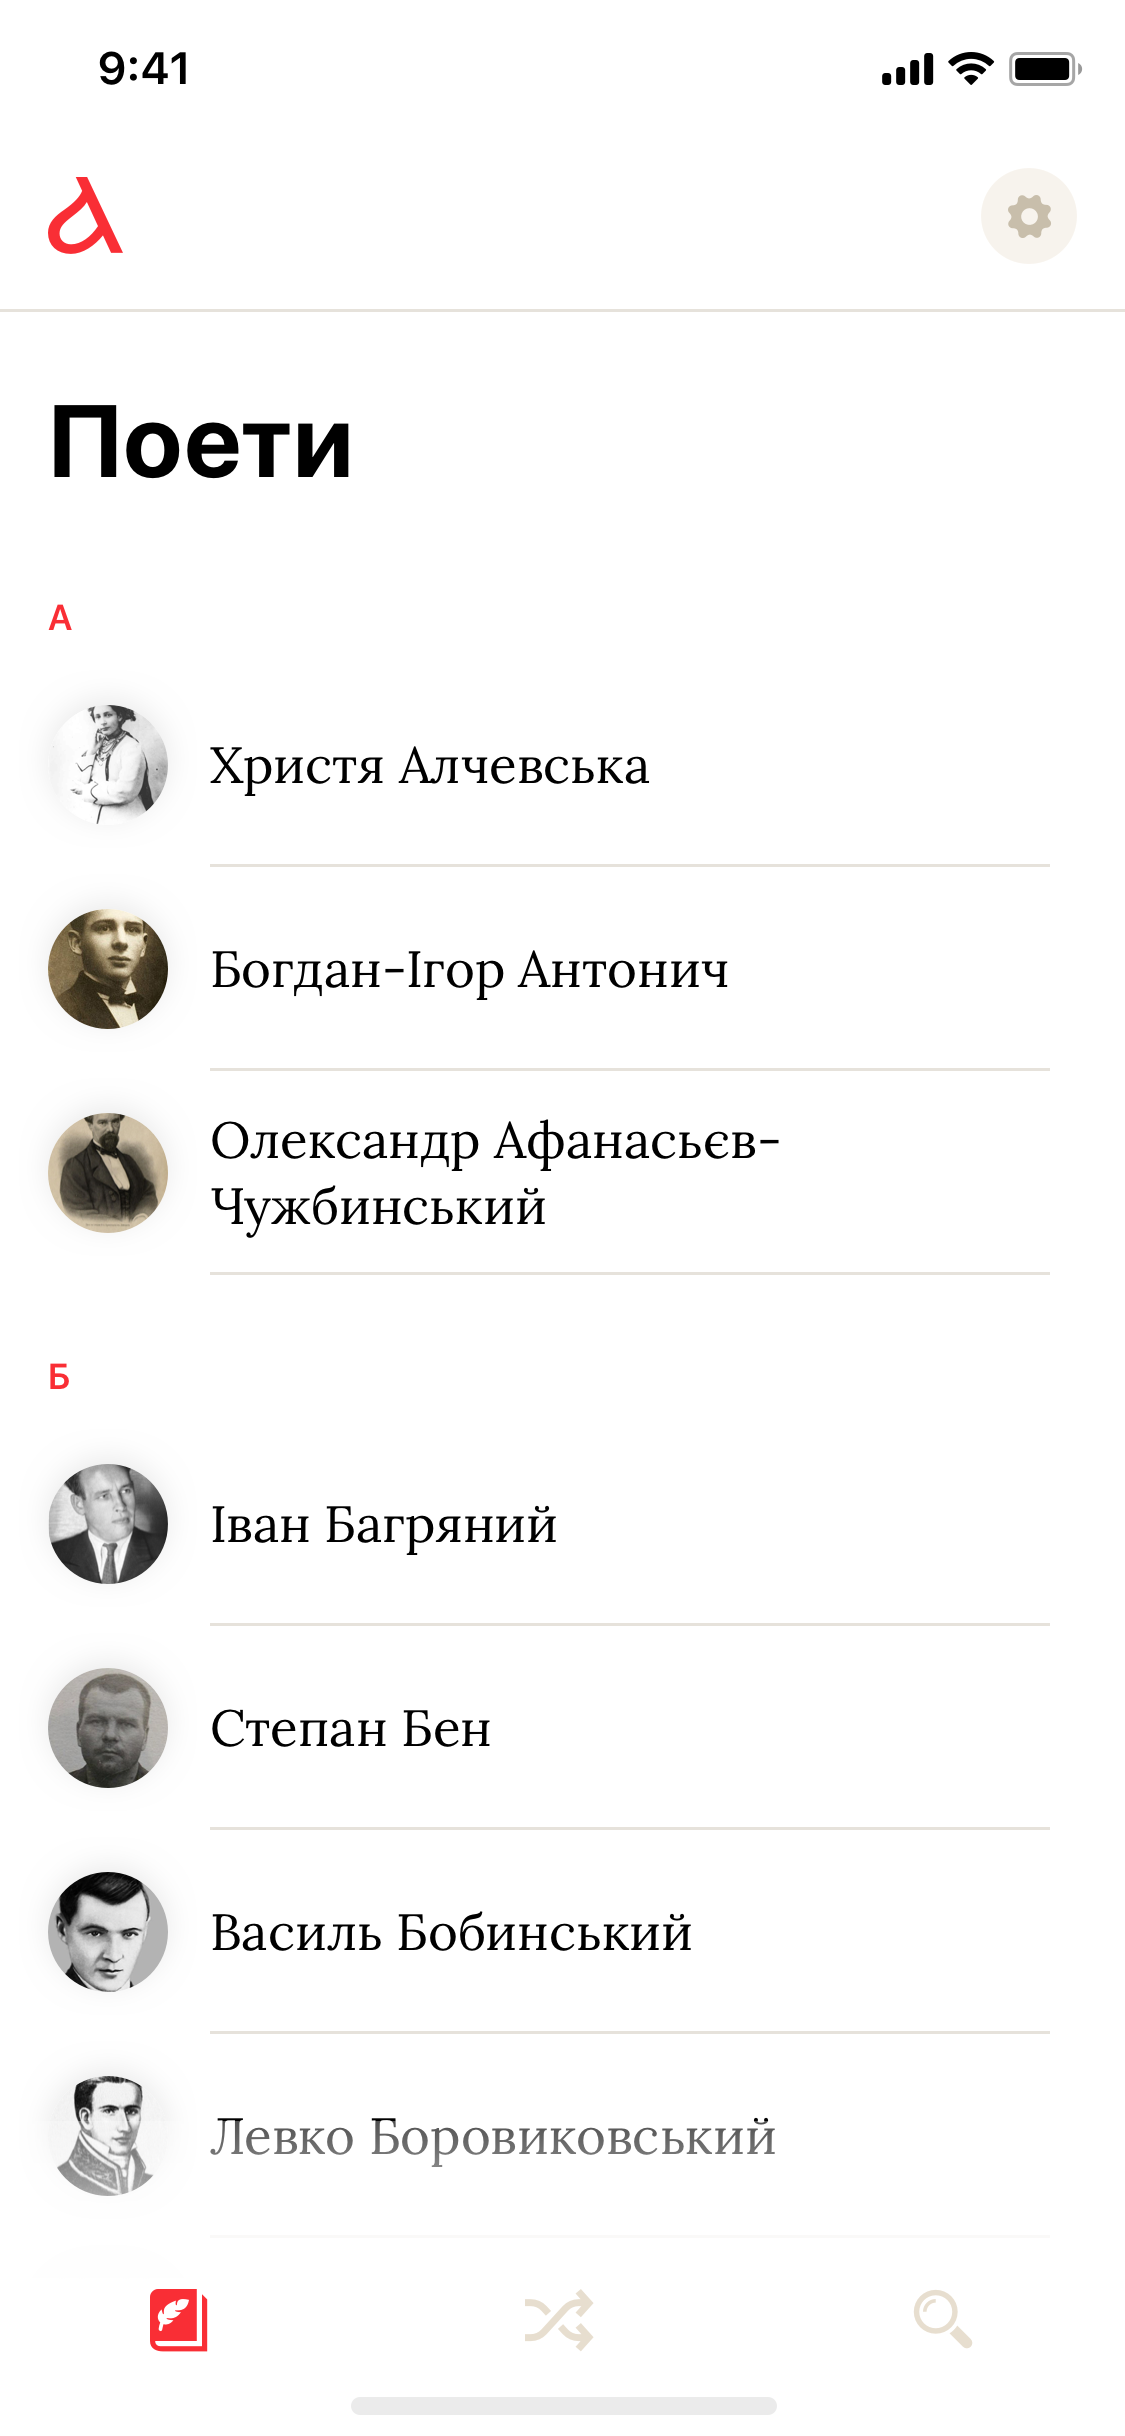 9:41
Поети
А
Христя Алчевська
Богдан-Ігор Антонич
Олександр Афанасьєв-
Чужбинський
Б
Іван Багряний
Степан Бен
Василь Бобинський
Левко Боровиковський